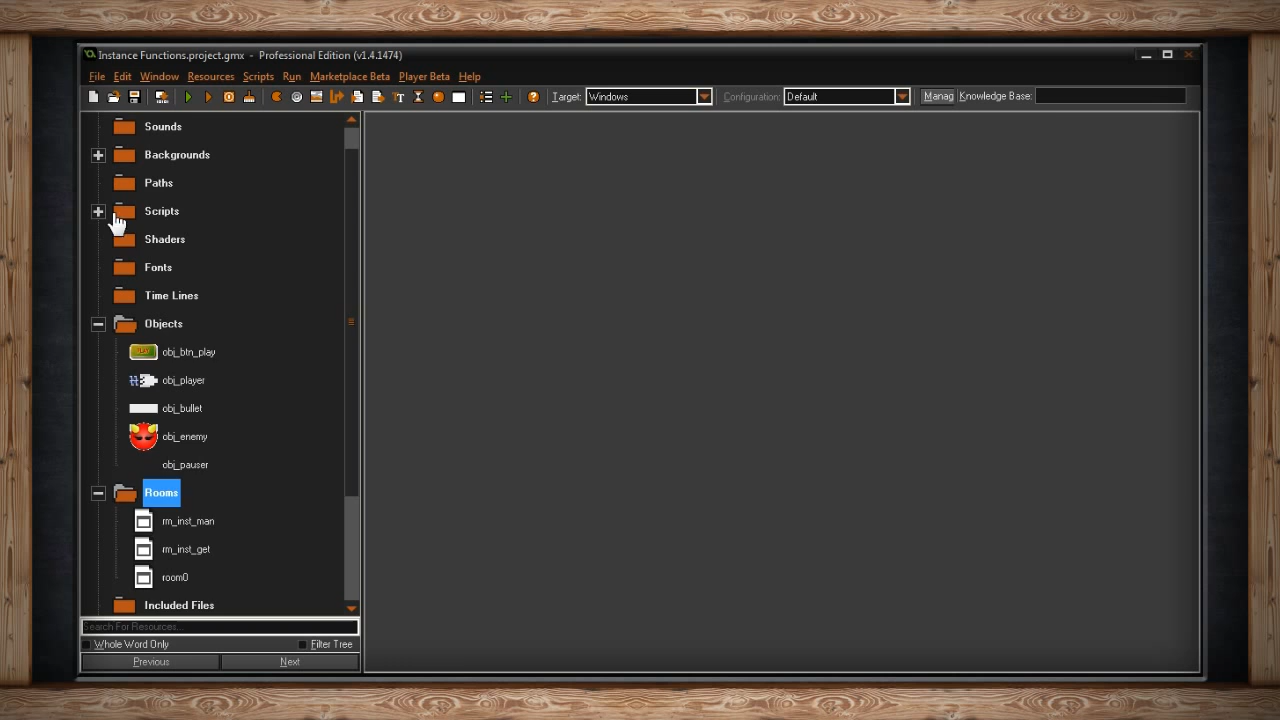 Instance Functions.project.gmx - Professional Edition (v1.4.1474)
File Edit Window Resources Scripts Run Marketplace Beta Player Beta Help
Target: Windows Configuration: Default Manag Knowledge Base:
Sounds
Backgrounds
Paths
Scripts
Shaders
Fonts
Time Lines
Objects
obj_btn_play
obj_player
obj_bullet
obj_enemy
obj_pauser
Rooms
rm_inst_man
rm_inst_get
room0
Included Files
Search For Resources...
Whole Word Only Filter Tree
Previous Next